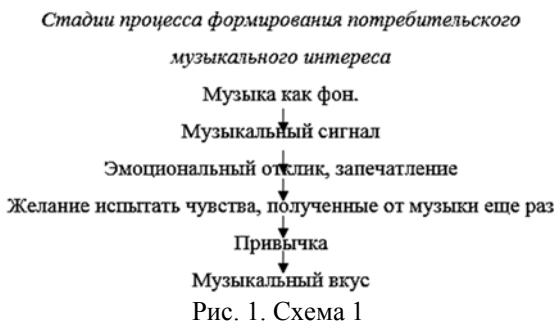 Стадии процесса формирования потребительского
музыкального интереса
Музыка как фон.
Музыкальный сигнал
Эмоциональный отклик, запечатление
Желание испытать чувства, полученные от музыки еще раз
Привычка
Музыкальный вкус
Рис. 1. Схема 1